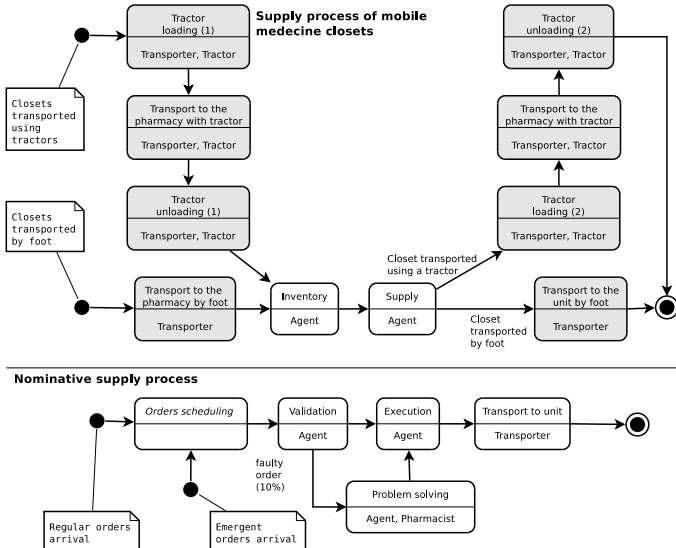 Supply process of mobile
medecine closets
Tractor
loading (1)
Transporter, Tractor
Closets
transported
using
tractors
Transport to the
pharmacy with tractor
Transporter, Tractor
Tractor
unloading (1)
Transporter, Tractor
Closets
transported
by foot
Transport to the
pharmacy by foot
Transporter
Inventory
Agent
Supply
Agent
Closet transported
using a tractor
Closet
transported
by foot
Tractor
unloading (2)
Transporter, Tractor
Transport to the
pharmacy with tractor
Transporter, Tractor
Tractor
loading (2)
Transporter, Tractor
Transport to the
unit by foot
Transporter
Nominative supply process
Orders scheduling
Validation
Agent
Execution
Agent
Transport to unit
Transporter
faulty
order
(10%)
Problem solving
Agent, Pharmacist
Regular orders
arrival
Emergent
orders arrival